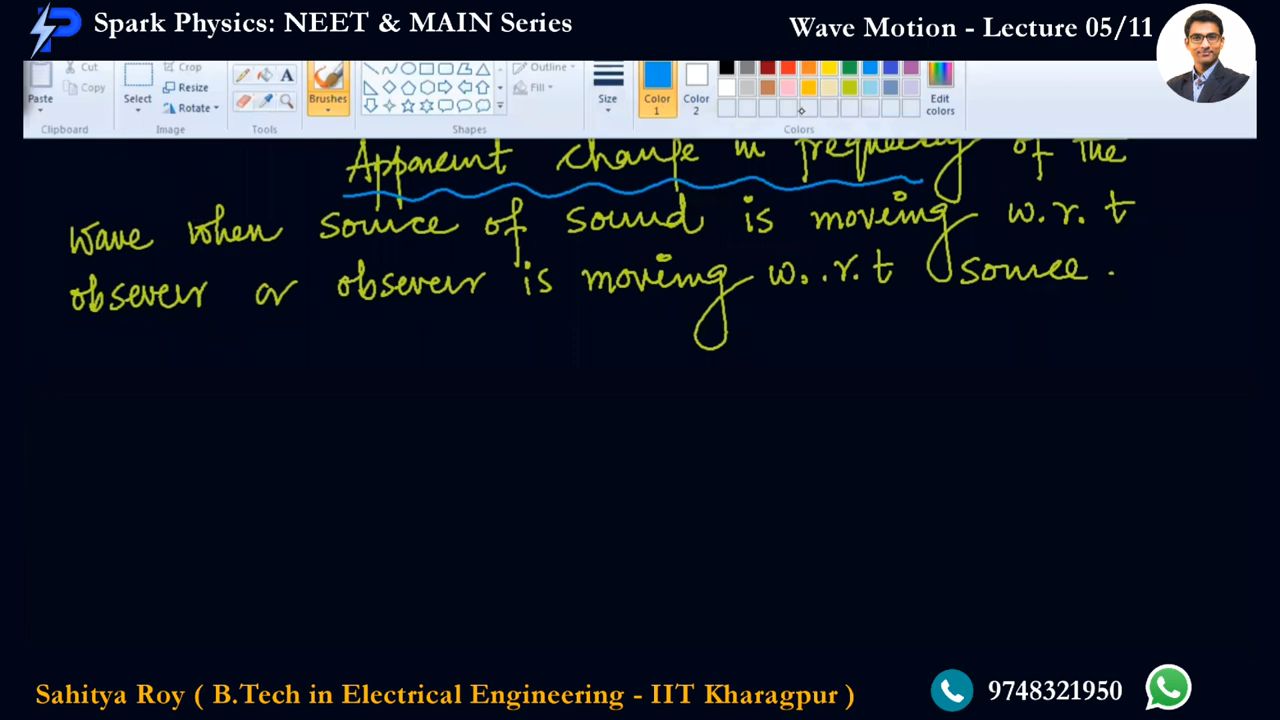 Spark Physics: NEET & MAIN Series
Wave Motion - Lecture 05/11
Paste
Cut
Copy
Clipboard
Select
Crop
Resize
Rotate
Image
A
Tools
Brushes
Shapes
Outline
Fill
Size
Color 1
Color 2
Edit colors
Colors
Apparent change in frequency of the
wave when source of sound is moving w.r.t
obsever or obsever is moving w.r.t source.
Sahitya Roy ( B.Tech in Electrical Engineering - IIT Kharagpur )
9748321950